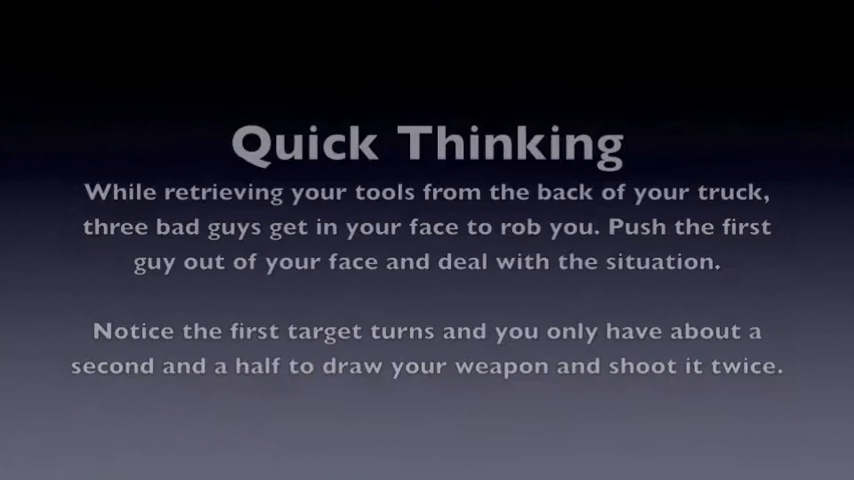 Quick Thinking
While retrieving your tools from the back of your truck,
three bad guys get in your face to rob you. Push the first
guy out of your face and deal with the situation.
Notice the first target turns and you only have about a
second and a half to draw your weapon and shoot it twice.